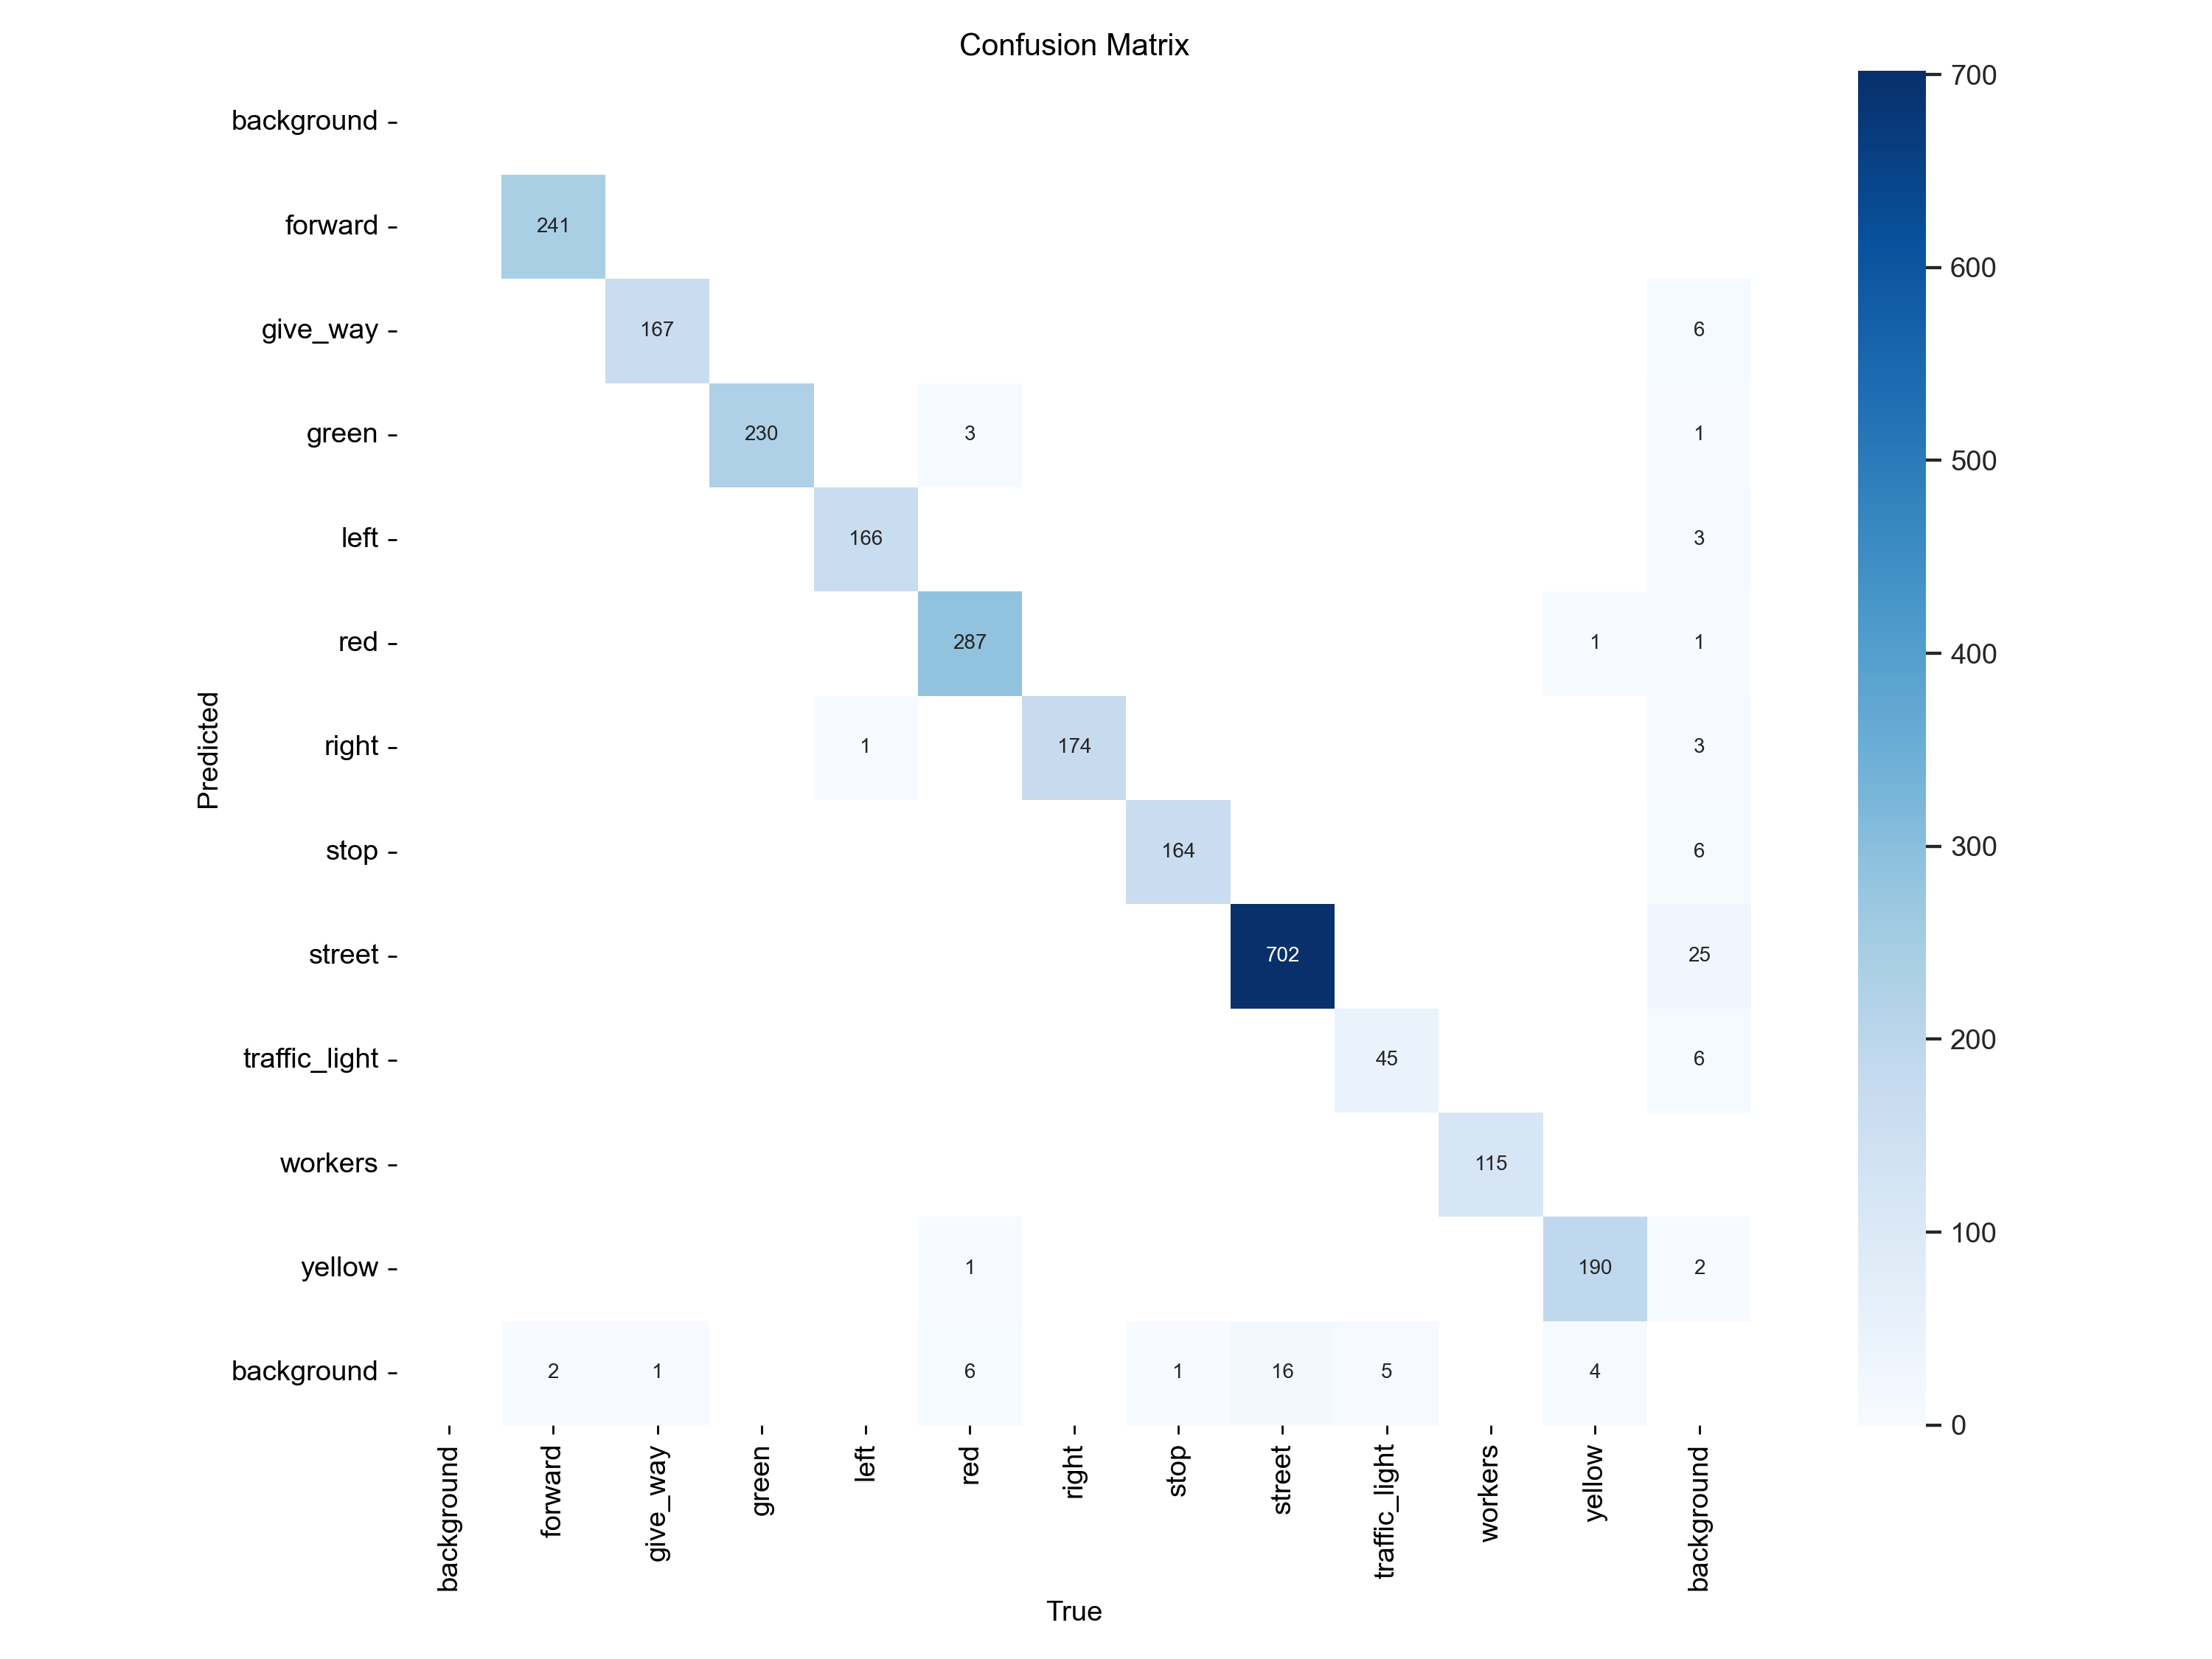 Confusion Matrix
background
forward 241
give_way 167 6
green 230 3 1
left 166 3
red 287 1 1
right 1 174 3
stop 164 6
street 702 25
traffic_light 45 6
workers 115
yellow 1 190 2
background 2 1 6 1 16 5 4
Predicted
background forward give_way green left red right stop street traffic_light workers yellow background
True
700
600
500
400
300
200
100
0